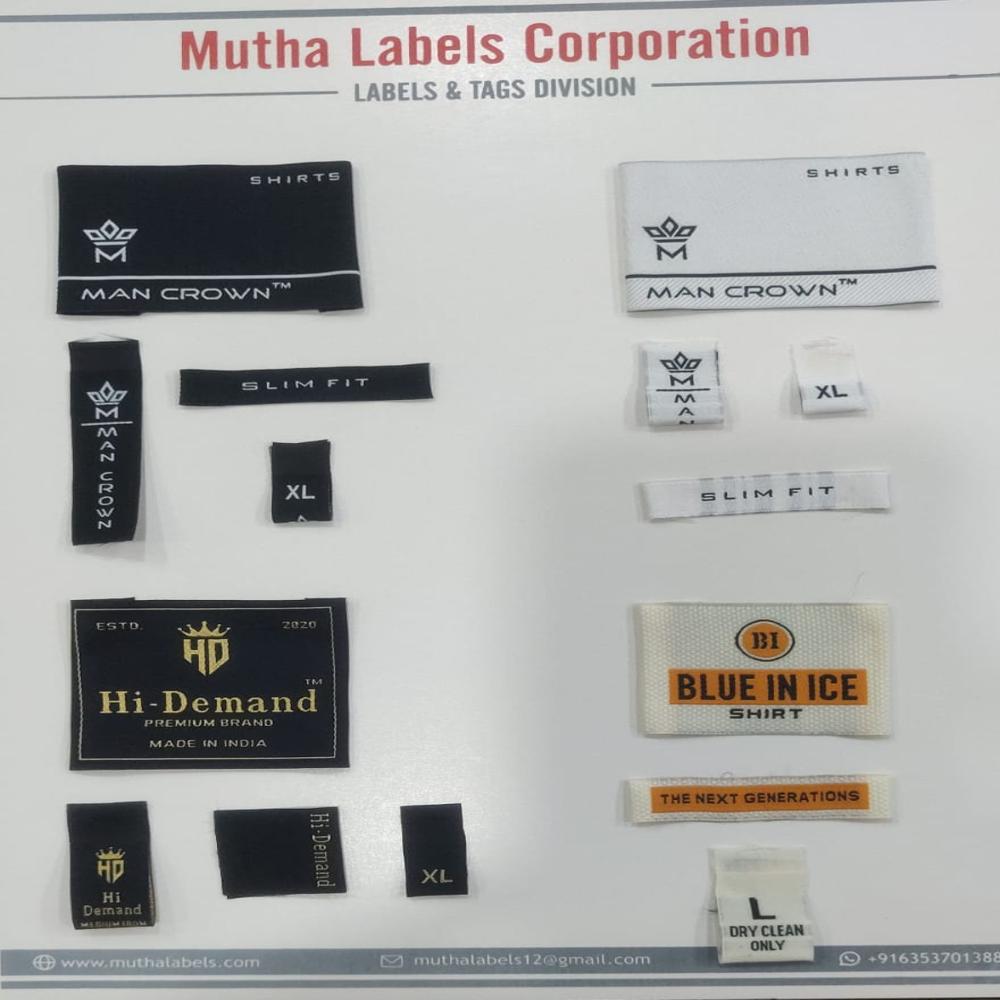 Mutha Labels Corporation
LABELS & TAGS DIVISION
SHIRTS
M
MAN CROWN™
SHIRTS
M
MAN CROWN™
M
MAN CROWN
SLIM FIT
XL
M
MAN
XL
SLIM FIT
ESTD. 2020
HD
Hi-Demand™
PREMIUM BRAND
MADE IN INDIA
BI
BLUE IN ICE
SHIRT
THE NEXT GENERATIONS
HD
Hi
Demand
Hi-Demand
XL
L
DRY CLEAN
ONLY
www.muthalabels.com muthalabels12@gmail.com +916353701388